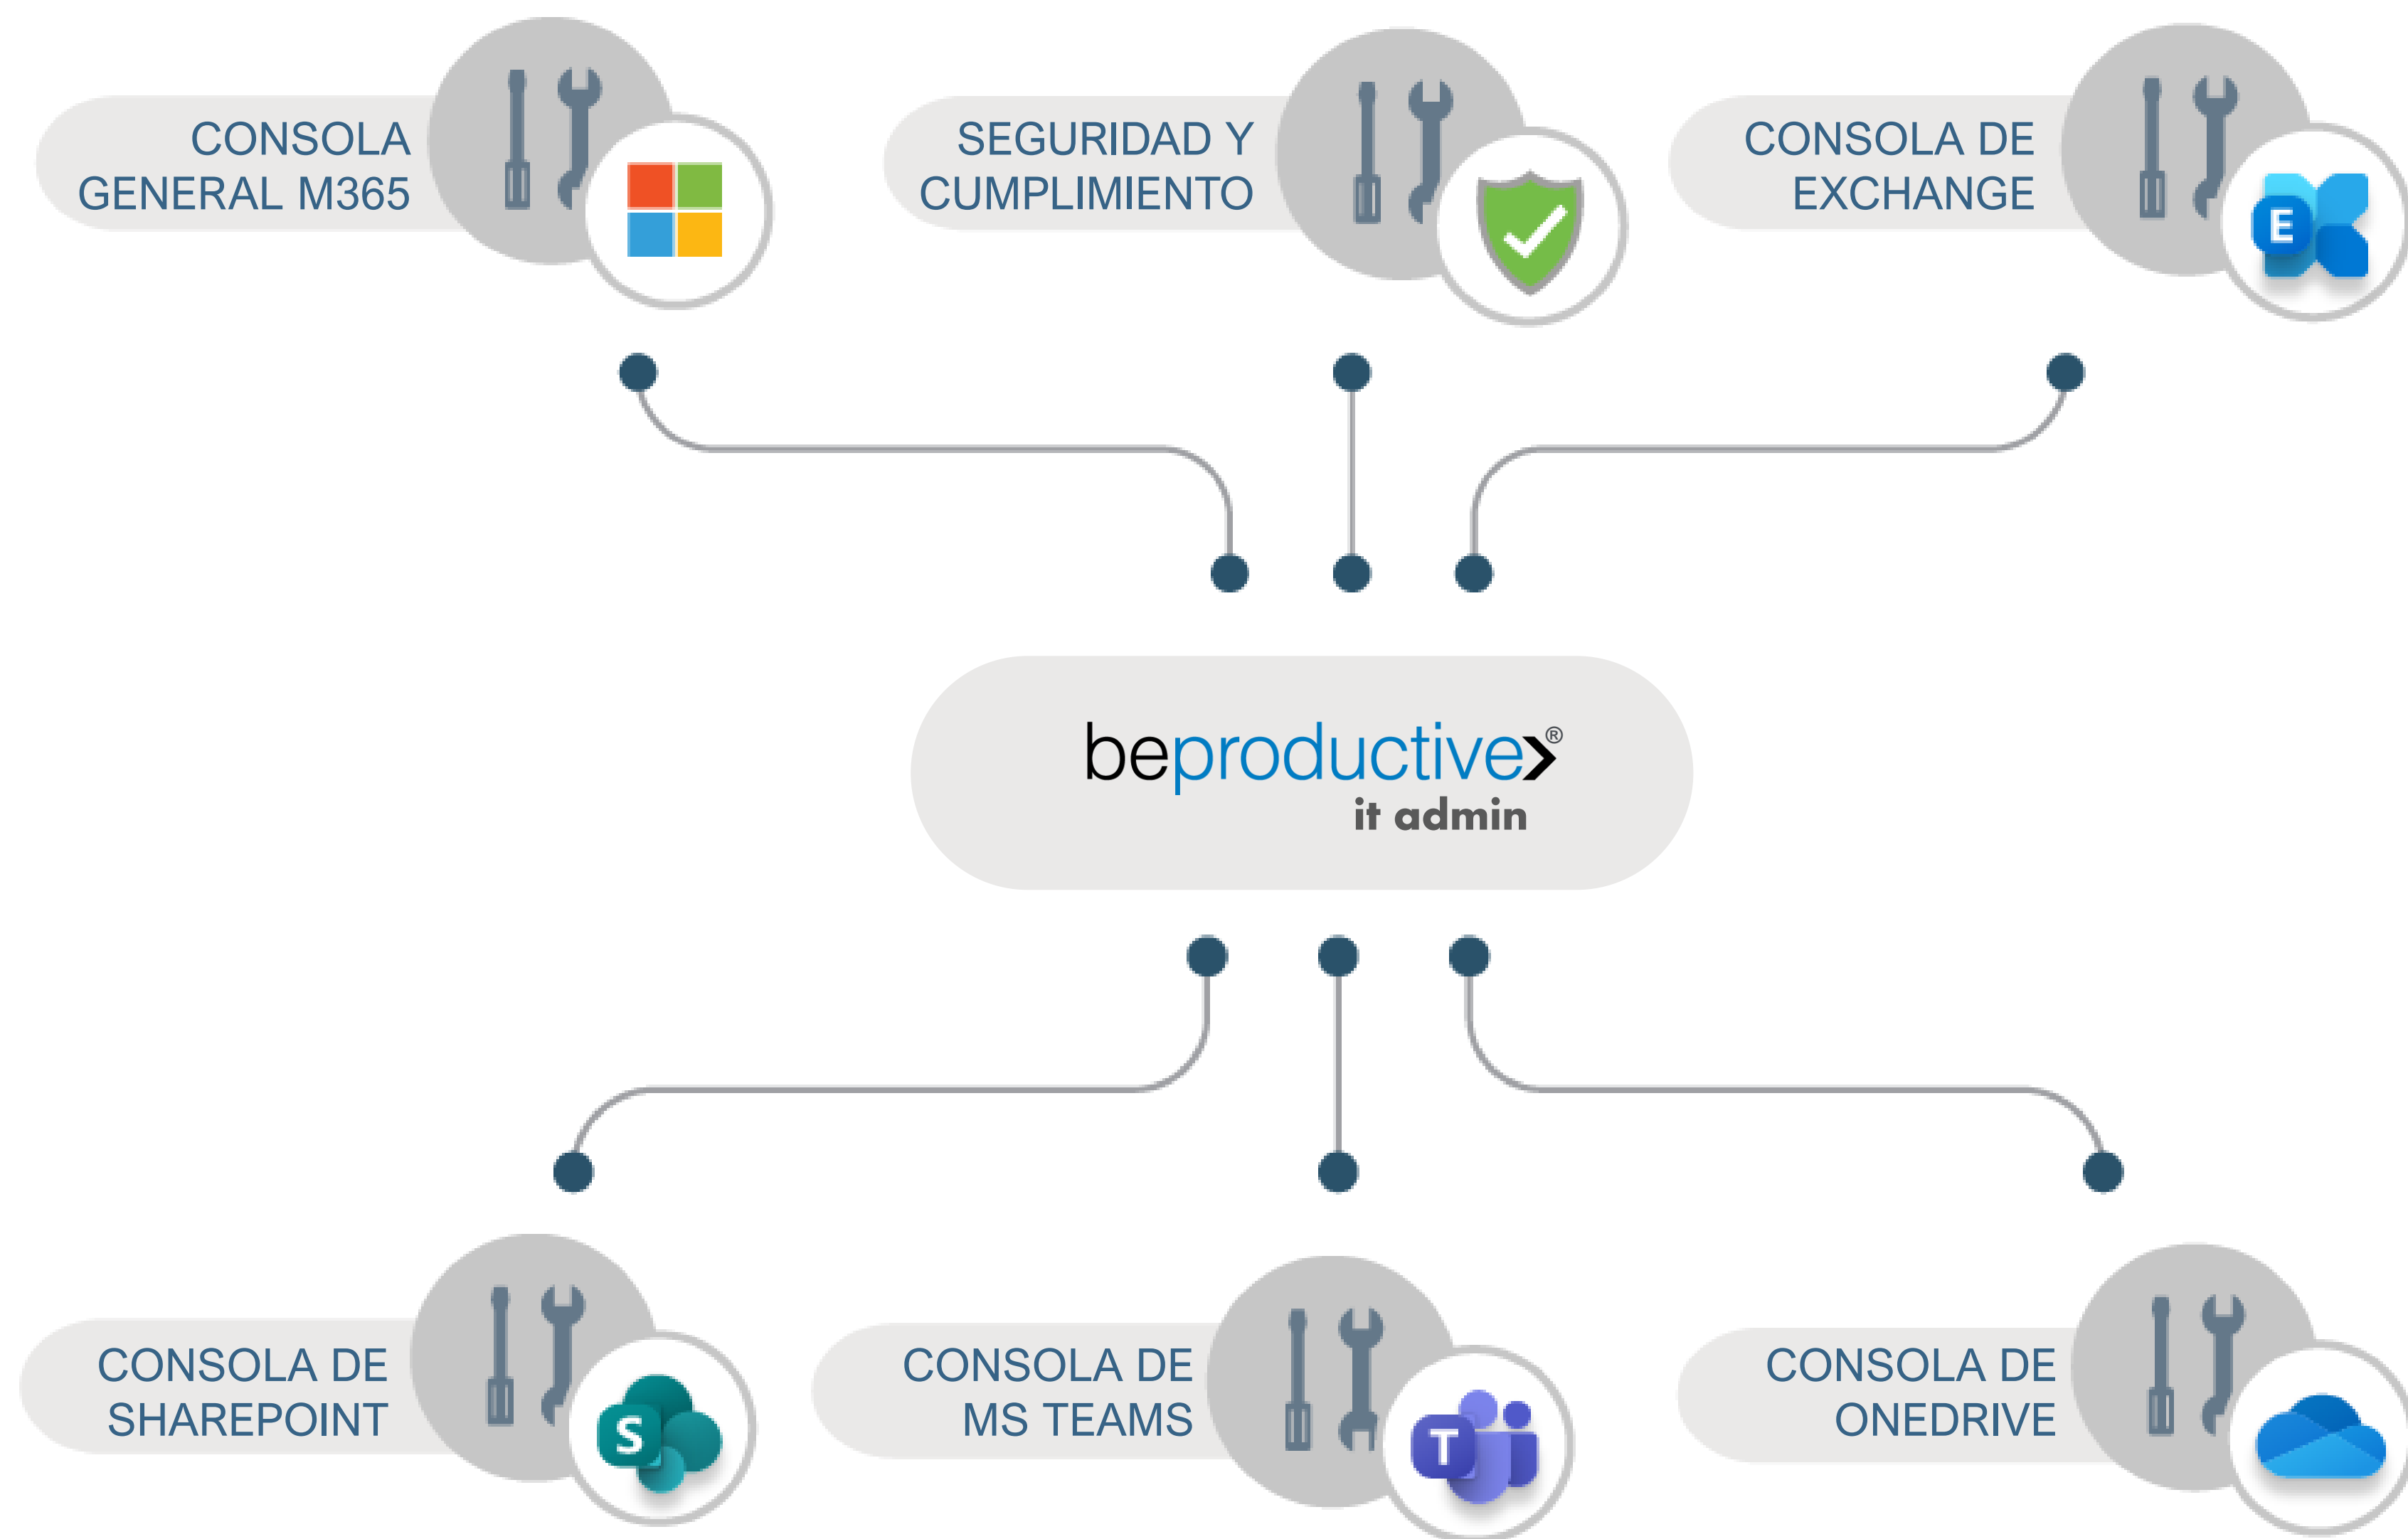 CONSOLA
GENERAL M365
SEGURIDAD Y
CUMPLIMIENTO
CONSOLA DE
EXCHANGE
E
beproductive®
it admin
CONSOLA DE
SHAREPOINT
S
CONSOLA DE
MS TEAMS
T
CONSOLA DE
ONEDRIVE